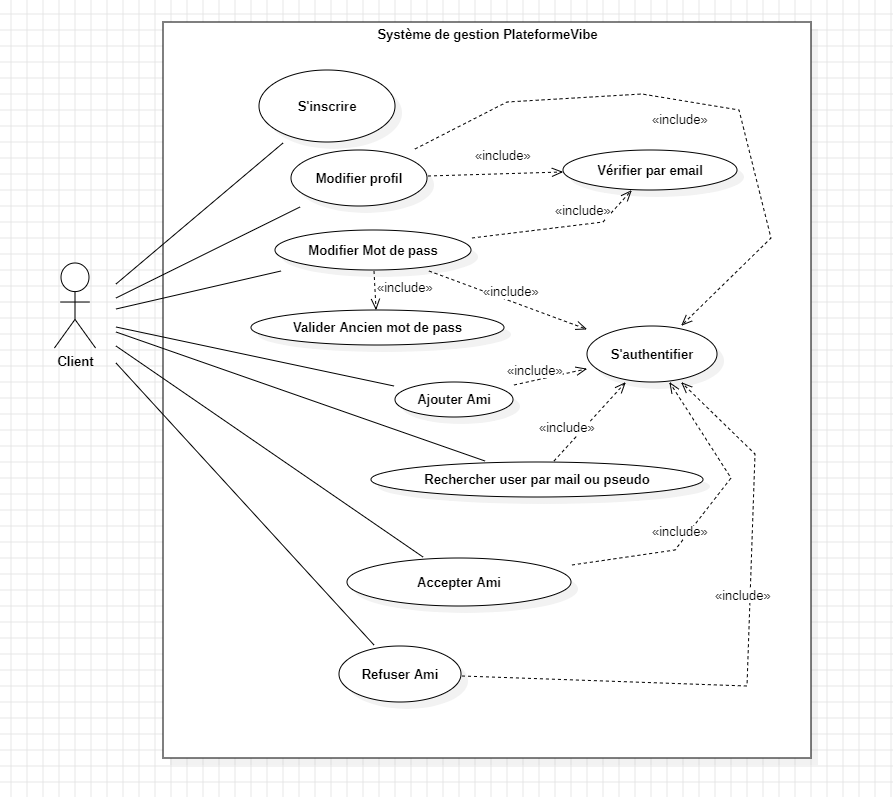 Système de gestion PlateformeVibe
S'inscrire
«include»
Modifier profil
«include»
Vérifier par email
«include»
Modifier Mot de pass
«include»
«include»
Valider Ancien mot de pass
S'authentifier
Client
«include»
Ajouter Ami
«include»
Rechercher user par mail ou pseudo
«include»
Accepter Ami
«include»
Refuser Ami